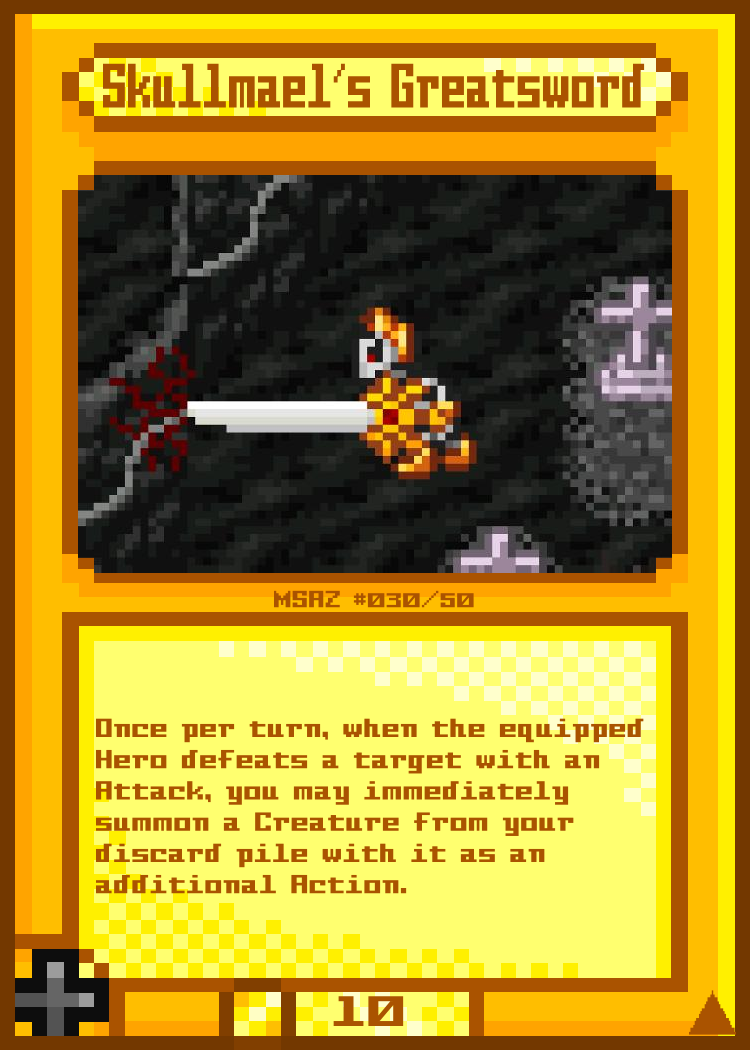 Skullmael's Greatsword
MSAZ #030/50
Once per turn, when the equipped
Hero defeats a target with an
Attack, you may immediately
summon a Creature from your
discard pile with it as an
additional Action.
10